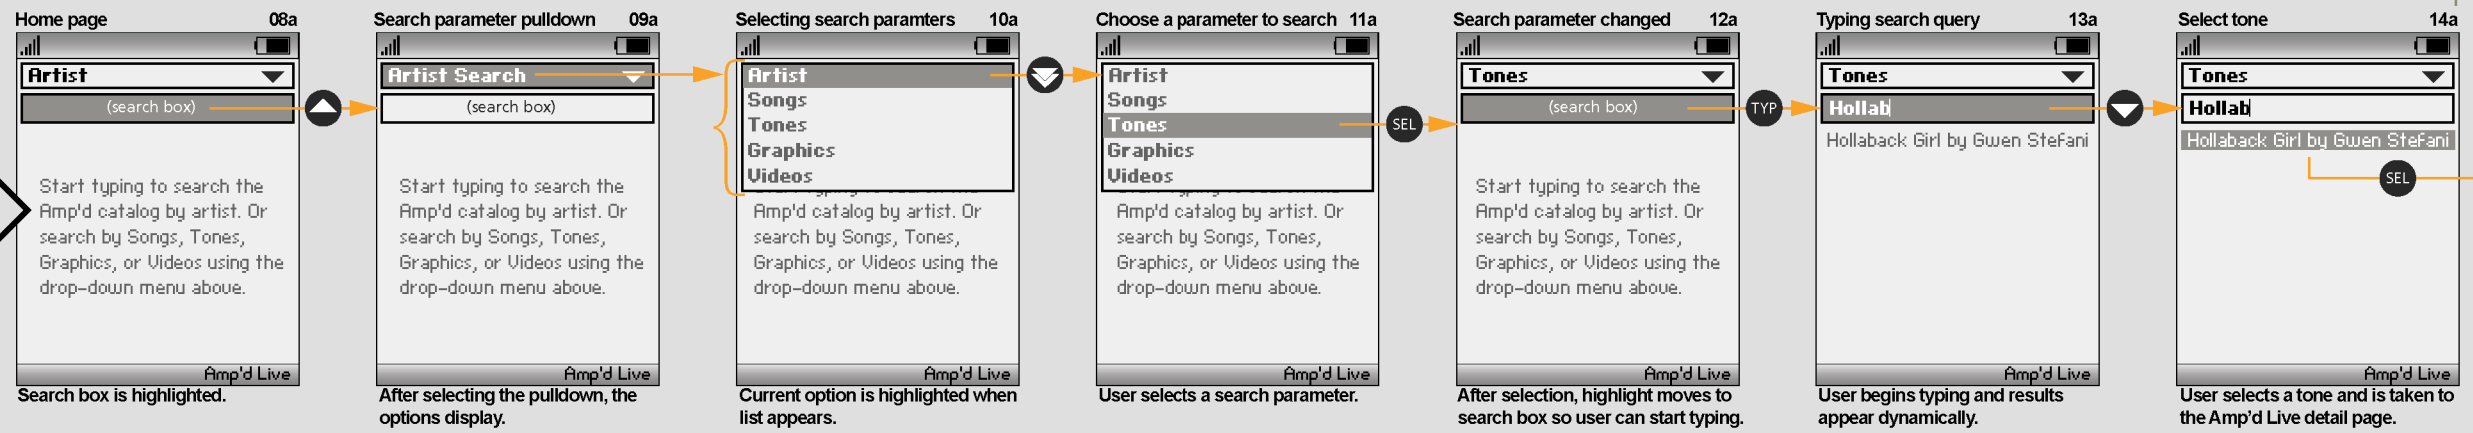 Home page 08a
Artist
(search box)
Start typing to search the
Amp'd catalog by artist. Or
search by Songs, Tones,
Graphics, or Videos using the
drop-down menu above.
Amp'd Live
Search box is highlighted.
Search parameter pulldown 09a
Artist Search
(search box)
Start typing to search the
Amp'd catalog by artist. Or
search by Songs, Tones,
Graphics, or Videos using the
drop-down menu above.
Amp'd Live
After selecting the pulldown, the
options display.
Selecting search paramters 10a
Artist
Songs
Tones
Graphics
Videos
Amp'd catalog by artist. Or
search by Songs, Tones,
Graphics, or Videos using the
drop-down menu above.
Amp'd Live
Current option is highlighted when
list appears.
Choose a parameter to search 11a
Artist
Songs
Tones
Graphics
Videos
Amp'd catalog by artist. Or
search by Songs, Tones,
Graphics, or Videos using the
drop-down menu above.
Amp'd Live
User selects a search parameter.
SEL
Search parameter changed 12a
Tones
(search box)
Start typing to search the
Amp'd catalog by artist. Or
search by Songs, Tones,
Graphics, or Videos using the
drop-down menu above.
Amp'd Live
After selection, highlight moves to
search box so user can start typing.
TYP
Typing search query 13a
Tones
Hollab
Hollaback Girl by Gwen Stefani
Amp'd Live
User begins typing and results
appear dynamically.
Select tone 14a
Tones
Hollab
Hollaback Girl by Gwen Stefani
SEL
Amp'd Live
User selects a tone and is taken to
the Amp'd Live detail page.